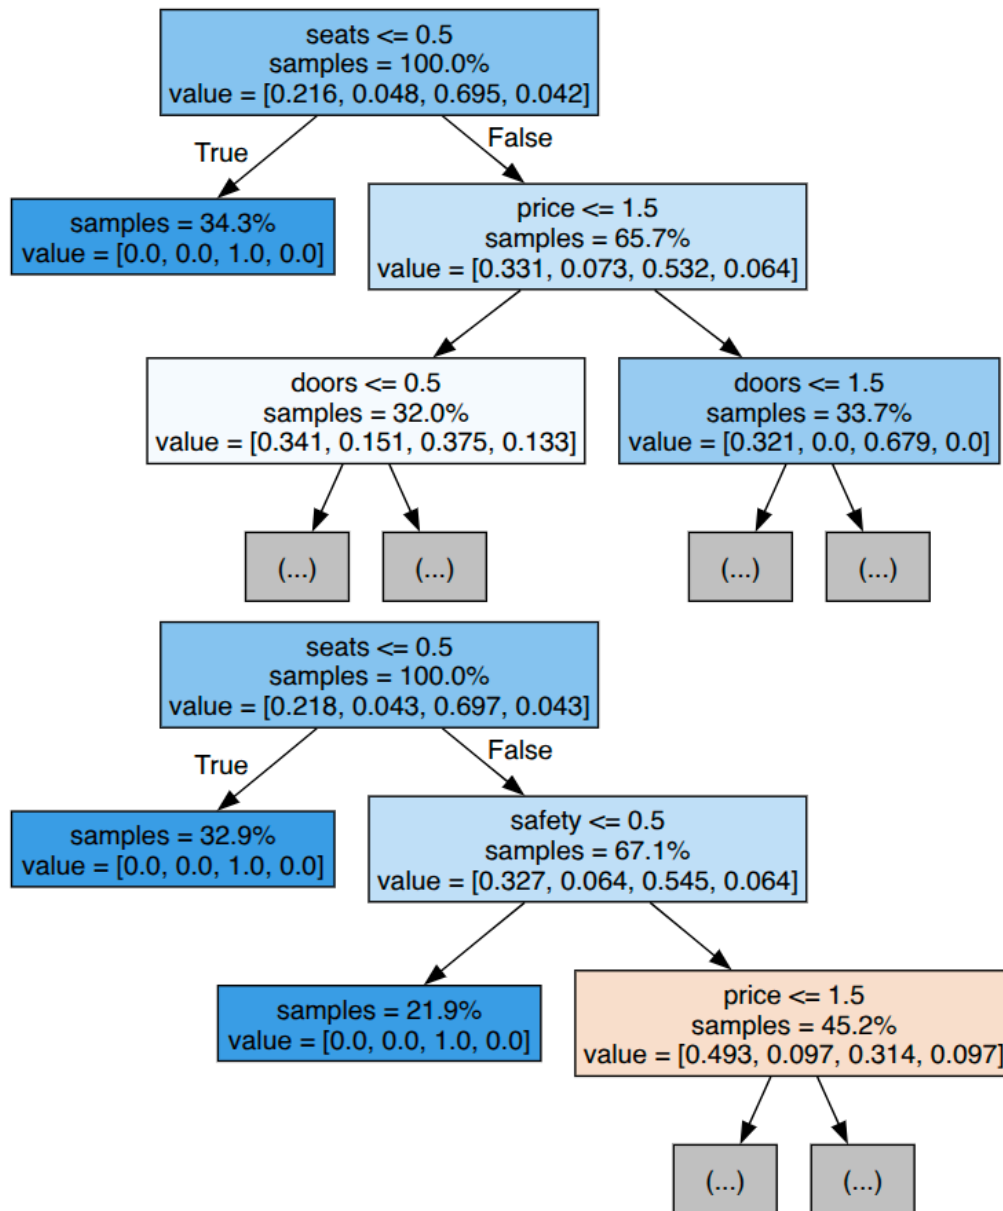 seats <= 0.5
samples = 100.0%
value = [0.216, 0.048, 0.695, 0.042]
True
False
samples = 34.3%
value = [0.0, 0.0, 1.0, 0.0]
price <= 1.5
samples = 65.7%
value = [0.331, 0.073, 0.532, 0.064]
doors <= 0.5
samples = 32.0%
value = [0.341, 0.151, 0.375, 0.133]
doors <= 1.5
samples = 33.7%
value = [0.321, 0.0, 0.679, 0.0]
(...)
(...)
(...)
(...)
seats <= 0.5
samples = 100.0%
value = [0.218, 0.043, 0.697, 0.043]
True
False
samples = 32.9%
value = [0.0, 0.0, 1.0, 0.0]
safety <= 0.5
samples = 67.1%
value = [0.327, 0.064, 0.545, 0.064]
samples = 21.9%
value = [0.0, 0.0, 1.0, 0.0]
price <= 1.5
samples = 45.2%
value = [0.493, 0.097, 0.314, 0.097]
(...)
(...)